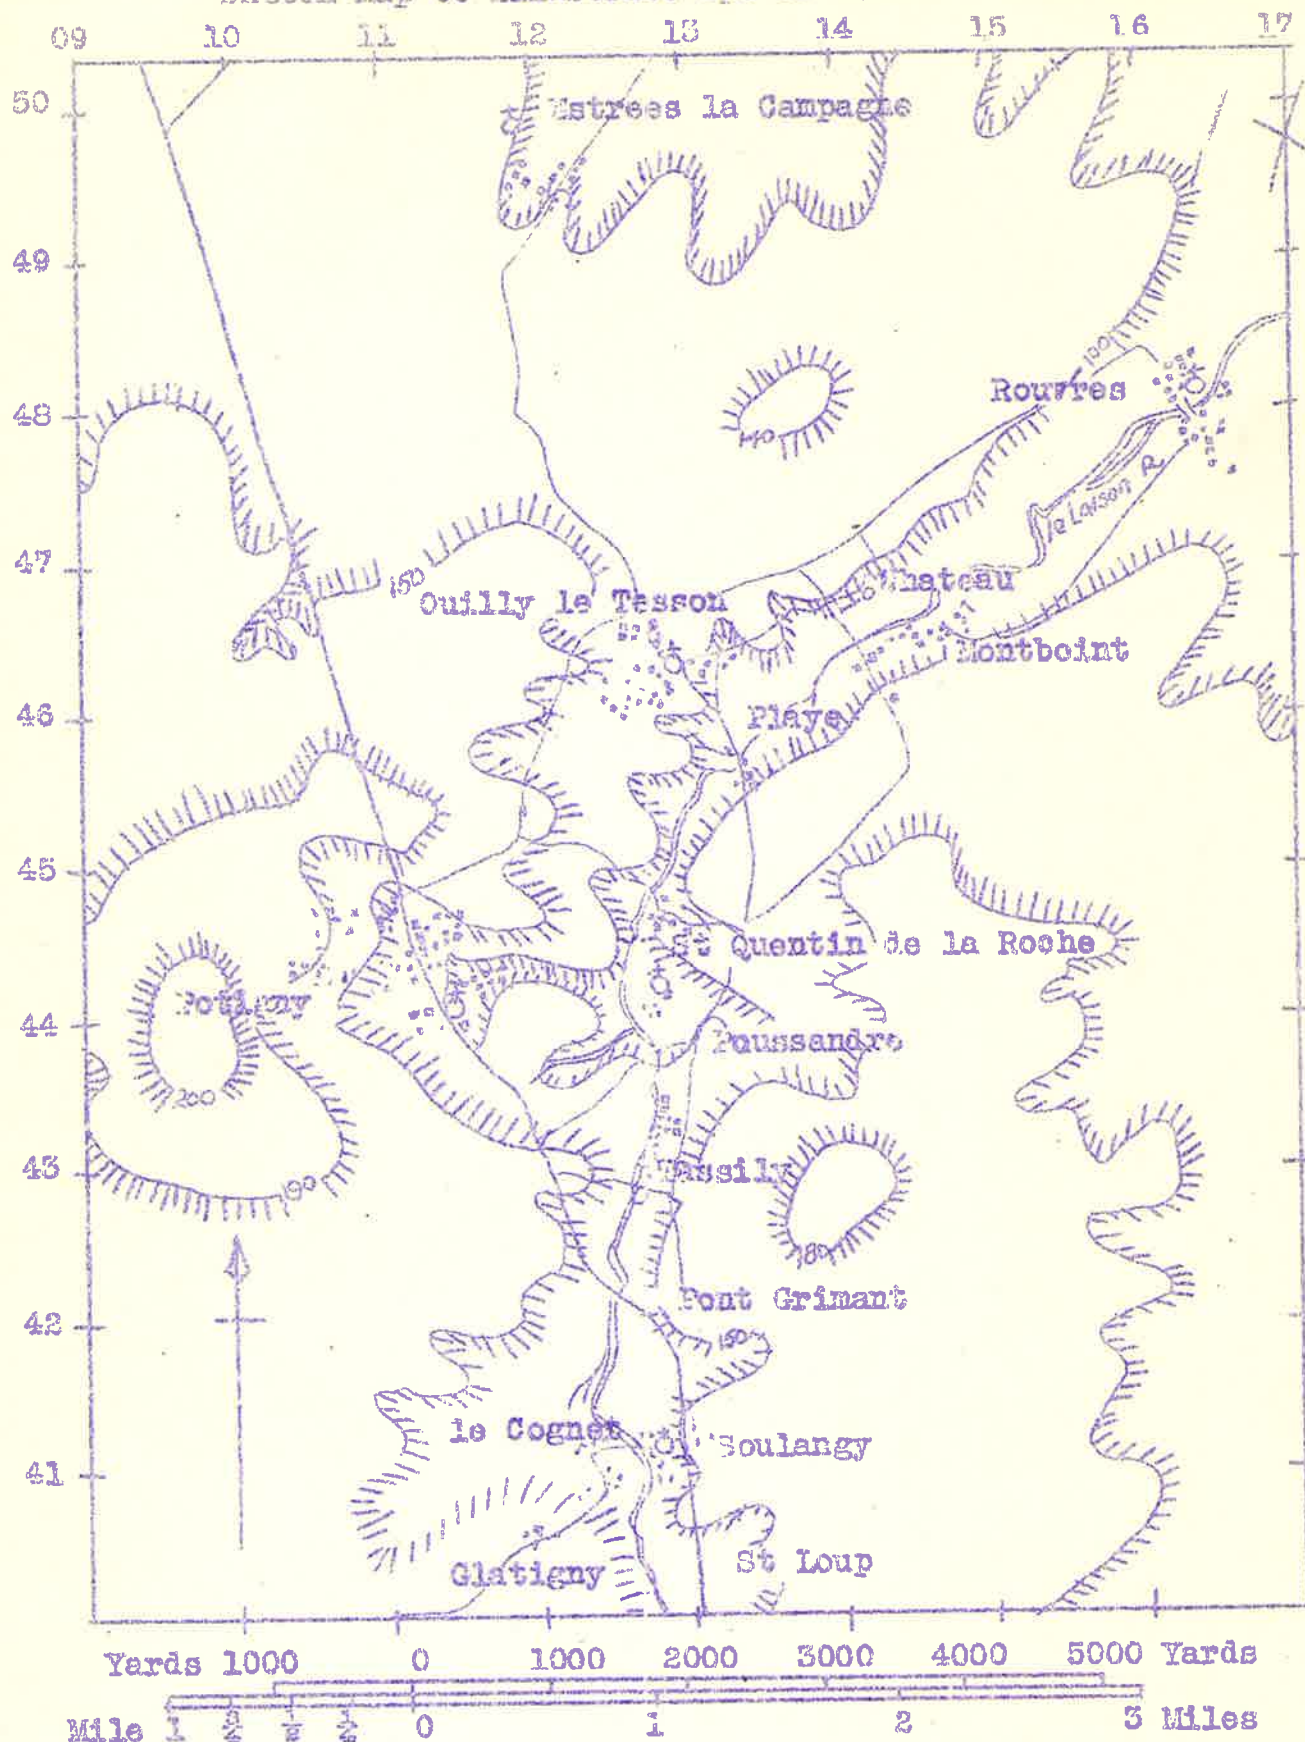 09 10 11 12 13 14 15 16 17
50
Estrees la Campagne
49
100
Rouvres
48
140
le Laison R
47
150
Chateau
Ouilly le Tesson
Montboint
46
Playe
45
St Quentin de la Roche
Potigny
44
Poussandre
200
43
Tassily
180
Pont Grimant
42
150
le Cognet
Soulangy
41
Glatigny
St Loup
Yards 1000 0 1000 2000 3000 4000 5000 Yards
Mile 1 0 1 2 3 Miles